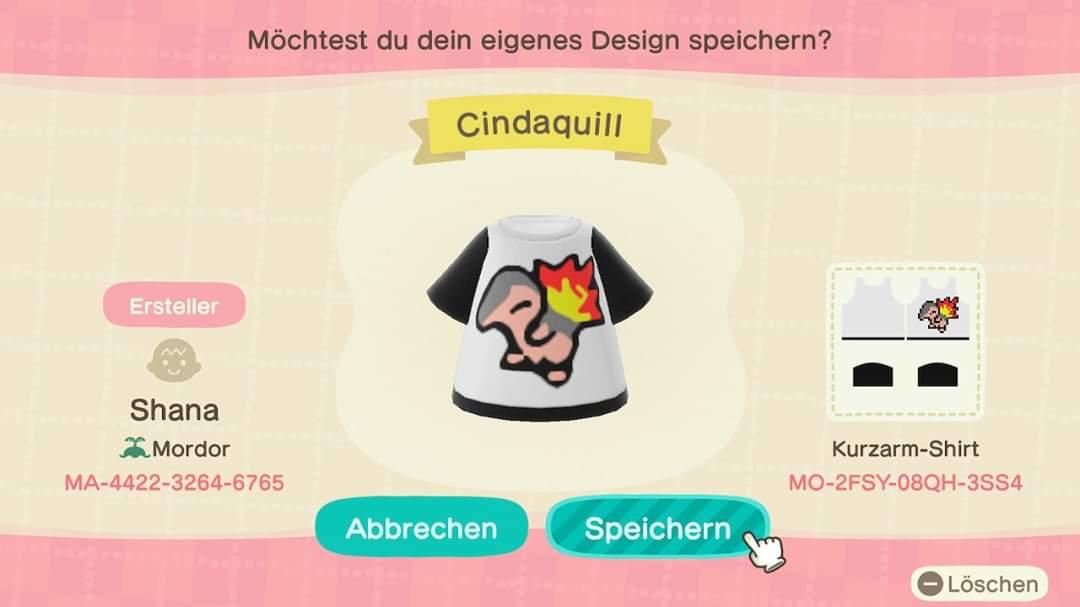 Möchtest du dein eigenes Design speichern?
Cindaquill
Ersteller
Shana
Mordor
MA-4422-3264-6765
Kurzarm-Shirt
MO-2FSY-08QH-3SS4
Abbrechen
Speichern
Löschen